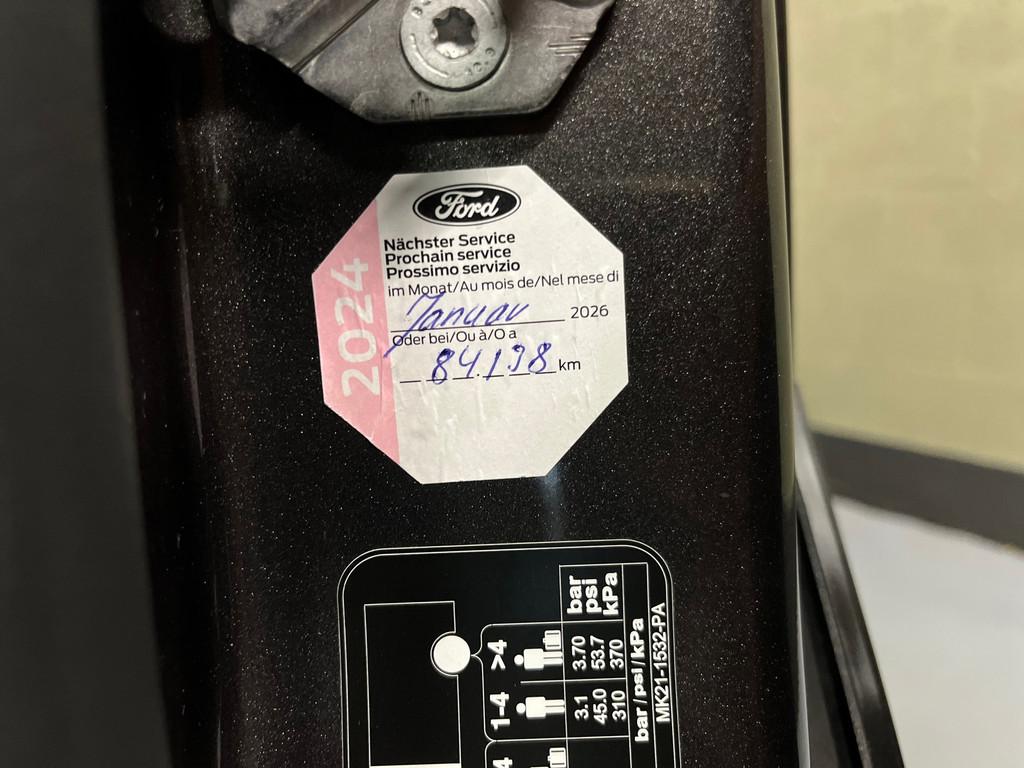 Ford
Nächster Service
Prochain service
Prossimo servizio
im Monat/Au mois de/Nel mese di
Januar 2026
Oder bei/Ou à/O a
84.138 km
2024
bar
psi
kPa
>4
3.70
53.7
370
1-4
3.1
45.0
310
bar/psi/kPa
MK21-1532-PA